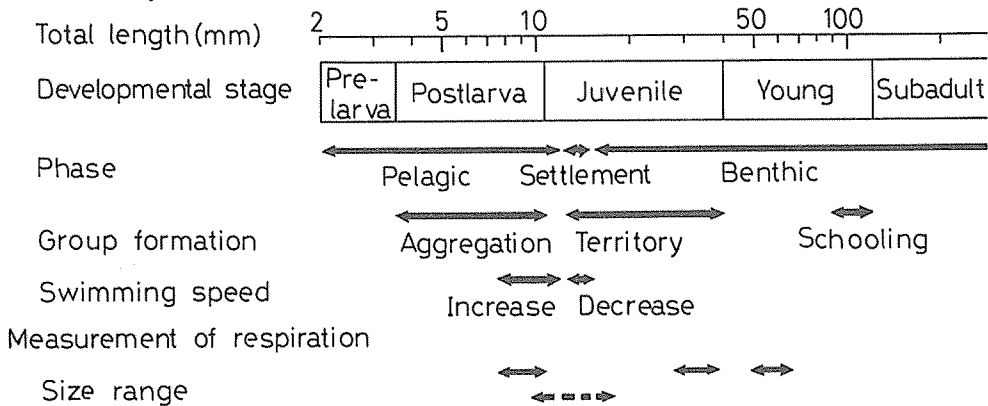 2 5 10 50 100
Total length(mm)
Developmental stage Pre- larva Postlarva Juvenile Young Subadult
Phase
Pelagic Settlement Benthic
Group formation Aggregation Territory Schooling
Swimming speed
Increase Decrease
Measurement of respiration
Size range